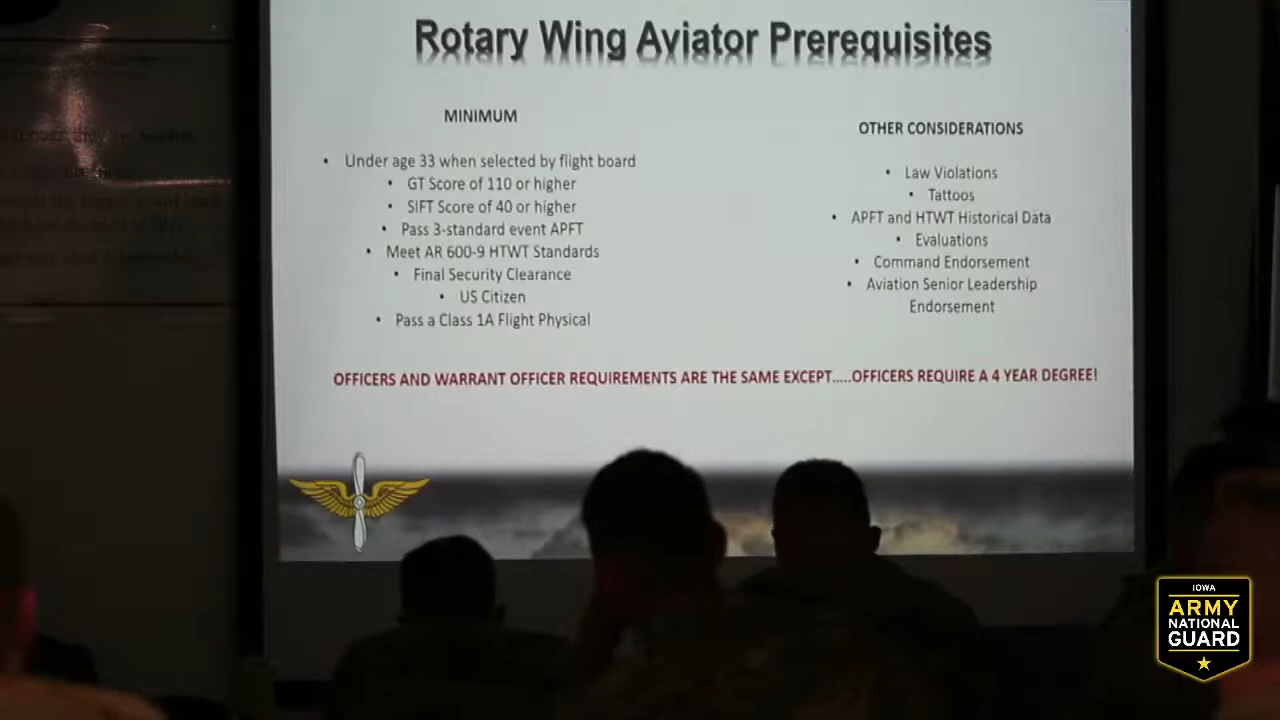 Rotary Wing Aviator Prerequisites
MINIMUM
• Under age 33 when selected by flight board
• GT Score of 110 or higher
• SIFT Score of 40 or higher
• Pass 3-standard event APFT
• Meet AR 600-9 HTWT Standards
• Final Security Clearance
• US Citizen
• Pass a Class 1A Flight Physical
OTHER CONSIDERATIONS
• Law Violations
• Tattoos
• APFT and HTWT Historical Data
• Evaluations
• Command Endorsement
• Aviation Senior Leadership
Endorsement
OFFICERS AND WARRANT OFFICER REQUIREMENTS ARE THE SAME EXCEPT.....OFFICERS REQUIRE A 4 YEAR DEGREE!
IOWA
ARMY
NATIONAL
GUARD